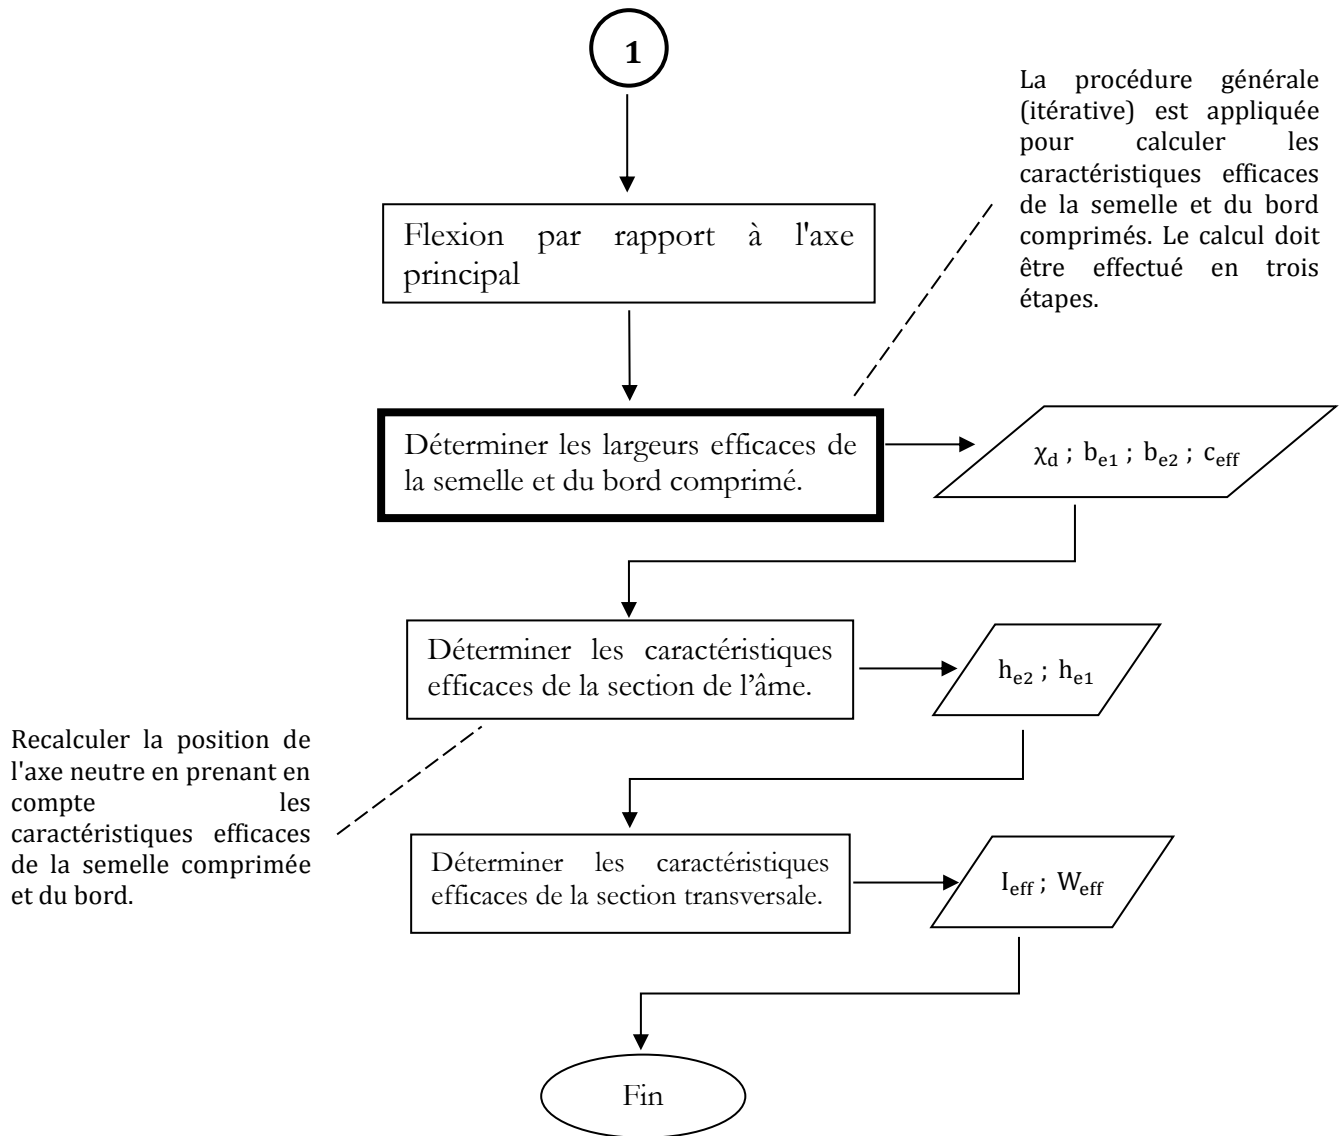 1
La procédure générale
(itérative) est appliquée
pour calculer les
caractéristiques efficaces
de la semelle et du bord
comprimés. Le calcul doit
être effectué en trois
étapes.
Flexion par rapport à l'axe
principal
Déterminer les largeurs efficaces de
la semelle et du bord comprimé.
χd ; be1 ; be2 ; ceff
Déterminer les caractéristiques
efficaces de la section de l’âme.
he2 ; he1
Recalculer la position de
l'axe neutre en prenant en
compte les
caractéristiques efficaces
de la semelle comprimée
et du bord.
Déterminer les caractéristiques
efficaces de la section transversale.
Ieff ; Weff
Fin